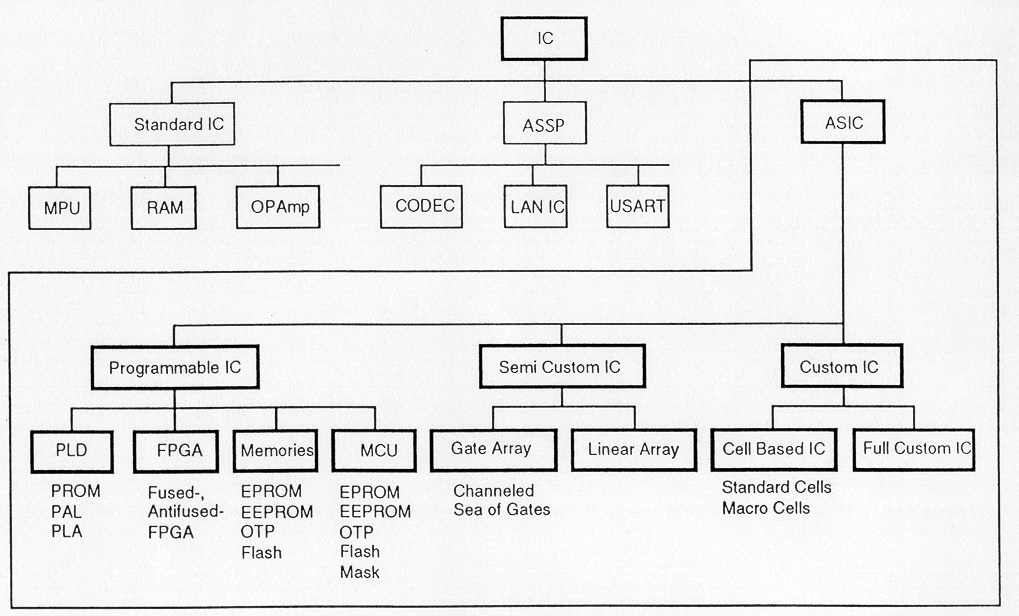 IC
Standard IC
ASSP
ASIC
MPU
RAM
OPAmp
CODEC
LAN IC
USART
Programmable IC
Semi Custom IC
Custom IC
PLD
FPGA
Memories
MCU
Gate Array
Linear Array
Cell Based IC
Full Custom IC
PROM
PAL
PLA
Fused-,
Antifused-
FPGA
EPROM
EEPROM
OTP
Flash
EPROM
EEPROM
OTP
Flash
Mask
Channeled
Sea of Gates
Standard Cells
Macro Cells